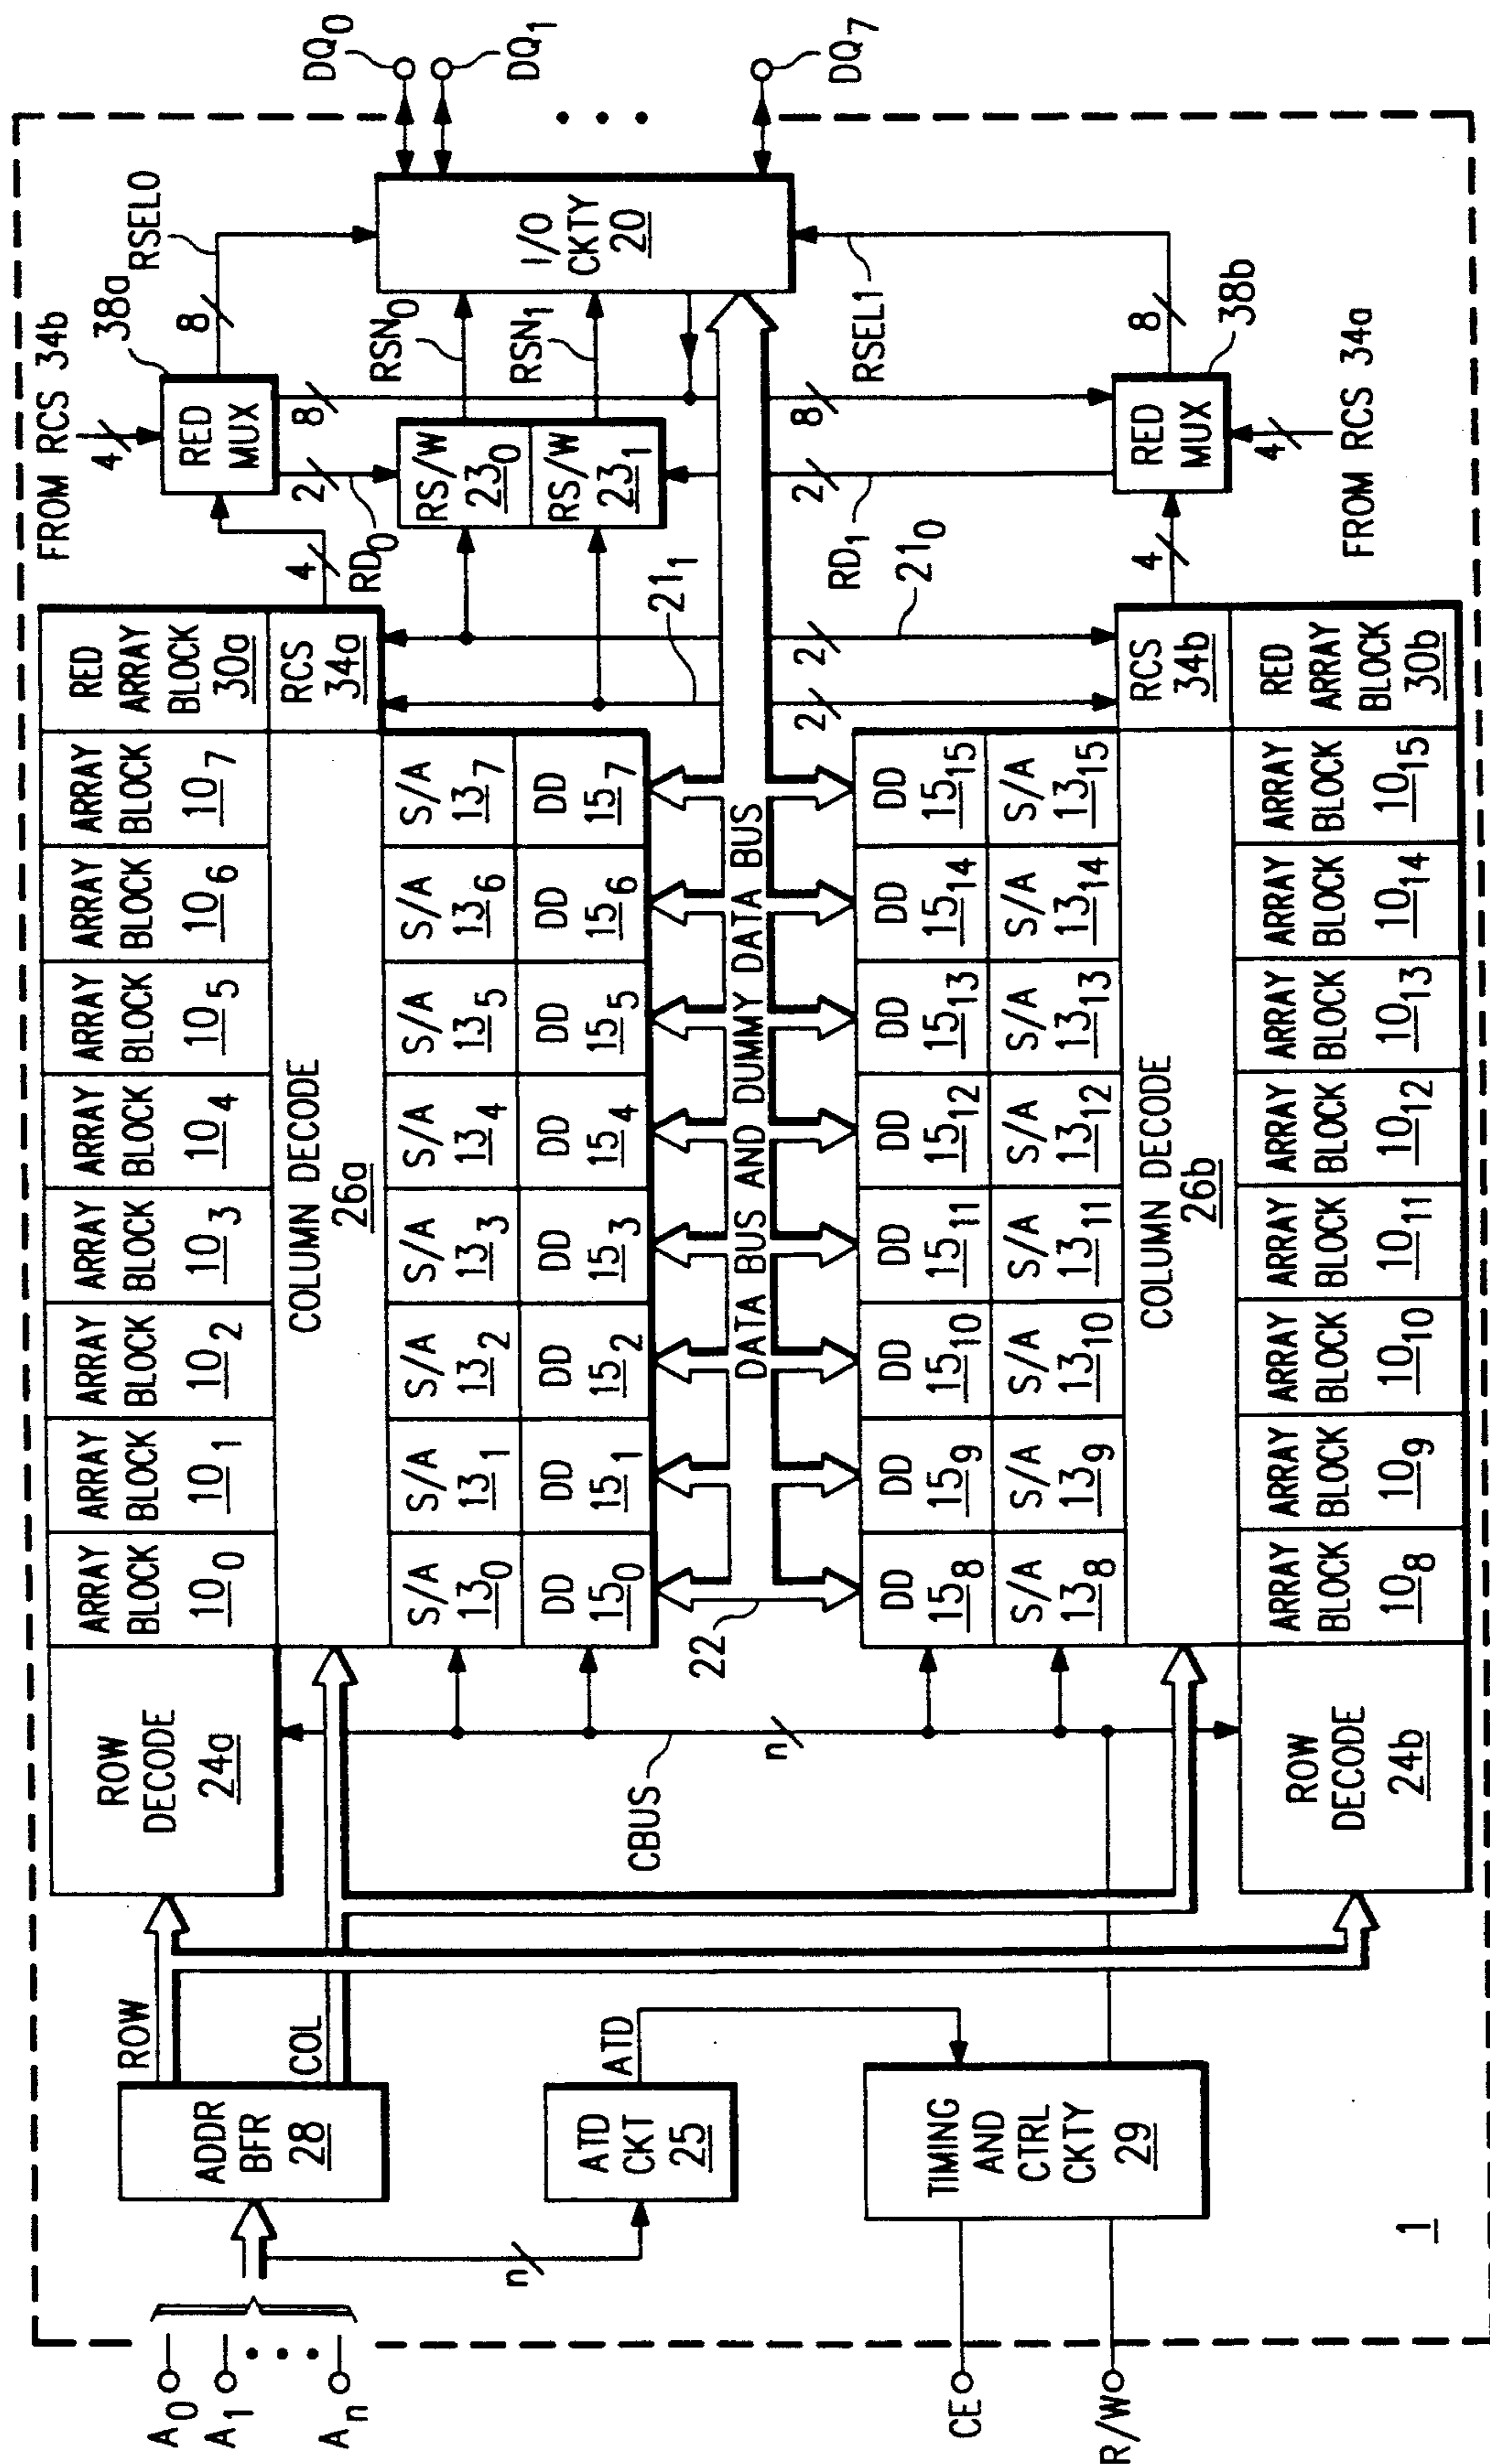 A0
A1
An
CE
R/W
n
ADDR
BFR
28
ROW
COL
ATD
CKT
25
ATD
TIMING
AND
CTRL
CKTY
29
1
ROW
DECODE
24a
CBUS
n
ROW
DECODE
24b
ARRAY
BLOCK
100
ARRAY
BLOCK
101
ARRAY
BLOCK
102
ARRAY
BLOCK
103
ARRAY
BLOCK
104
ARRAY
BLOCK
105
ARRAY
BLOCK
106
ARRAY
BLOCK
107
RED
ARRAY
BLOCK
30a
COLUMN DECODE
26a
RCS
34a
S/A
130
S/A
131
S/A
132
S/A
133
S/A
134
S/A
135
S/A
136
S/A
137
DD
150
DD
151
DD
152
DD
153
DD
154
DD
155
DD
156
DD
157
22
DATA BUS AND DUMMY DATA BUS
DD
158
DD
159
DD
1510
DD
1511
DD
1512
DD
1513
DD
1514
DD
1515
S/A
138
S/A
139
S/A
1310
S/A
1311
S/A
1312
S/A
1313
S/A
1314
S/A
1315
COLUMN DECODE
26b
RCS
34b
ARRAY
BLOCK
108
ARRAY
BLOCK
109
ARRAY
BLOCK
1010
ARRAY
BLOCK
1011
ARRAY
BLOCK
1012
ARRAY
BLOCK
1013
ARRAY
BLOCK
1014
ARRAY
BLOCK
1015
RED
ARRAY
BLOCK
30b
FROM RCS 34b
4
4
RED
MUX
38a
8
RSEL0
2
RD0
8
RS/W
230
RS/W
231
RSN0
RSN1
211
2
2
210
2
RD1
8
RSEL1
4
RED
MUX
8
38b
4
FROM RCS 34a
I/O
CKTY
20
DQ0
DQ1
DQ7